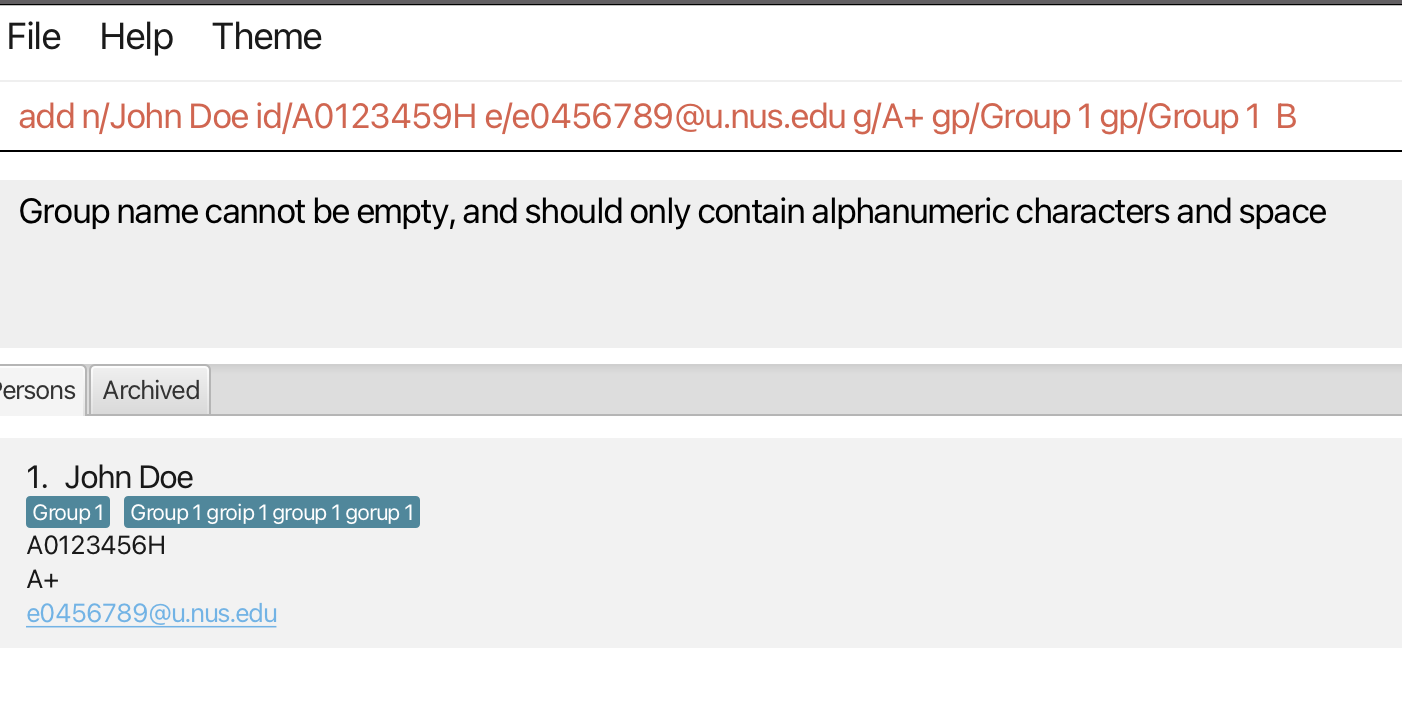 File Help Theme
add n/John Doe id/A0123459H e/e0456789@u.nus.edu g/A+ gp/Group 1 gp/Group 1  B
Group name cannot be empty, and should only contain alphanumeric characters and space
Persons Archived
1. John Doe
Group 1 Group 1 groip 1 group 1 gorup 1
A0123456H
A+
e0456789@u.nus.edu